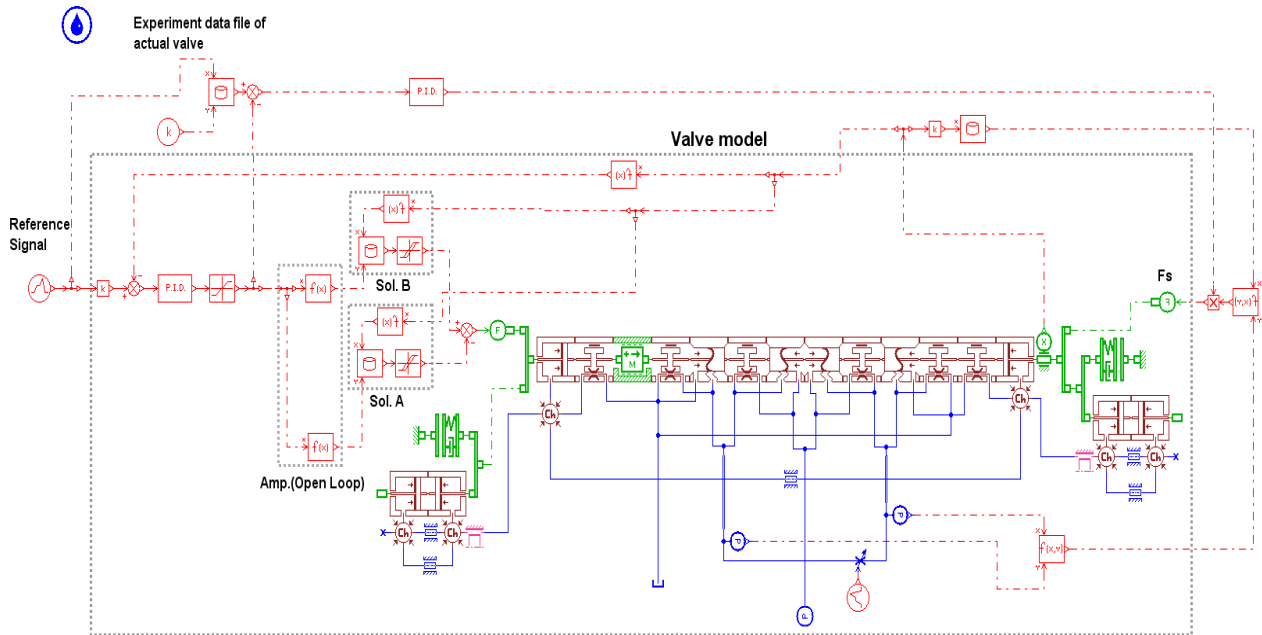 Experiment data file of
actual valve
X
Y
+
-
P.I.D.
k
k
X
Valve model
f(x)
X
Reference
Signal
f(x)
X
X
Y
Sol. B
k
+
-
P.I.D.
X
f(x)
f(x)
X
X
Y
Sol. A
+
-
F
M
X
Fs
F
X
f(x,y)
X
Y
X
f(x)
Amp.(Open Loop)
Ch
Ch
Ch
Ch
X
X
Ch
Ch
P
P
X
f(x,y)
Y
P